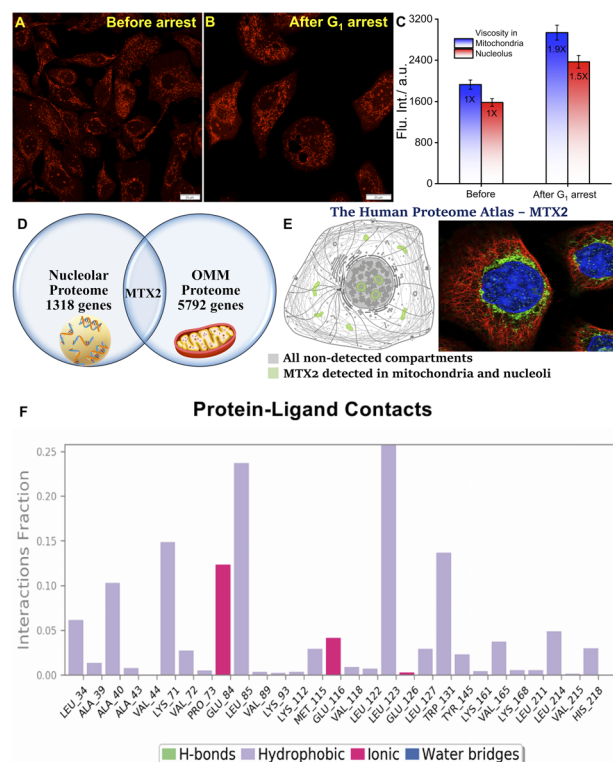 A
Before arrest
B
After G₁ arrest
C
3200
2400
1600
800
0
Flu. Int./ a.u.
Viscosity in
Mitochondria
Nucleolus
1X
1X
1.9X
1.5X
Before
After G₁ arrest
D
Nucleolar
Proteome
1318 genes
MTX2
OMM
Proteome
5792 genes
The Human Proteome Atlas – MTX2
E
All non-detected compartments
MTX2 detected in mitochondria and nucleoli
F
Protein-Ligand Contacts
Interactions Fraction
0.25
0.20
0.15
0.10
0.05
0.00
LEU_34
ALA_39
ALA_40
ALA_43
VAL_44
LYS_71
VAL_72
PRO_73
GLU_84
LEU_85
VAL_89
LYS_93
LYS_112
MET_115
GLU_116
VAL_118
LEU_122
LEU_123
GLU_126
LEU_127
TRP_131
TYR_145
LYS_161
VAL_165
LYS_168
LEU_211
LEU_214
VAL_215
HIS_218
H-bonds
Hydrophobic
Ionic
Water bridges